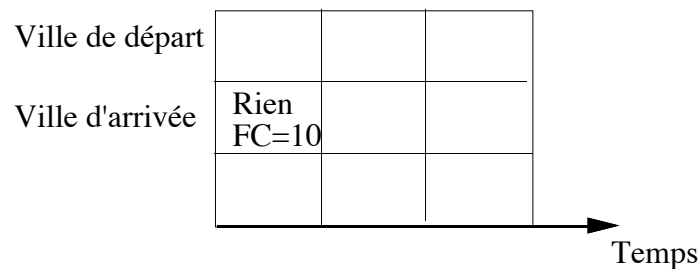 Ville de départ
Ville d'arrivée
Rien
FC=10
Temps